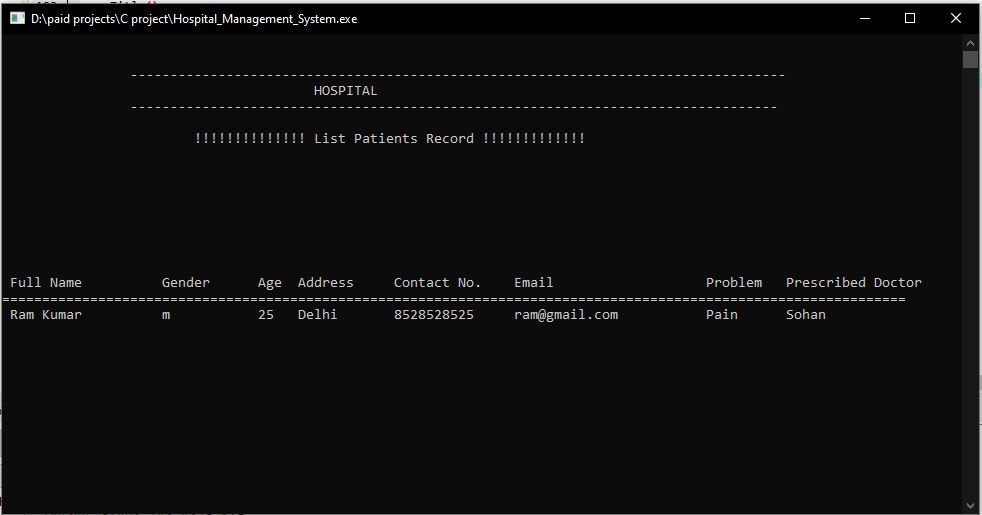 D:\paid projects\C project\Hospital_Management_System.exe
----------------------------------------------------------------------------------
HOSPITAL
---------------------------------------------------------------------------------
!!!!!!!!!!!!!! List Patients Record !!!!!!!!!!!!!
Full Name Gender Age Address Contact No. Email Problem Prescribed Doctor
=================================================================================================================
Ram Kumar m 25 Delhi 8528528525 ram@gmail.com Pain Sohan